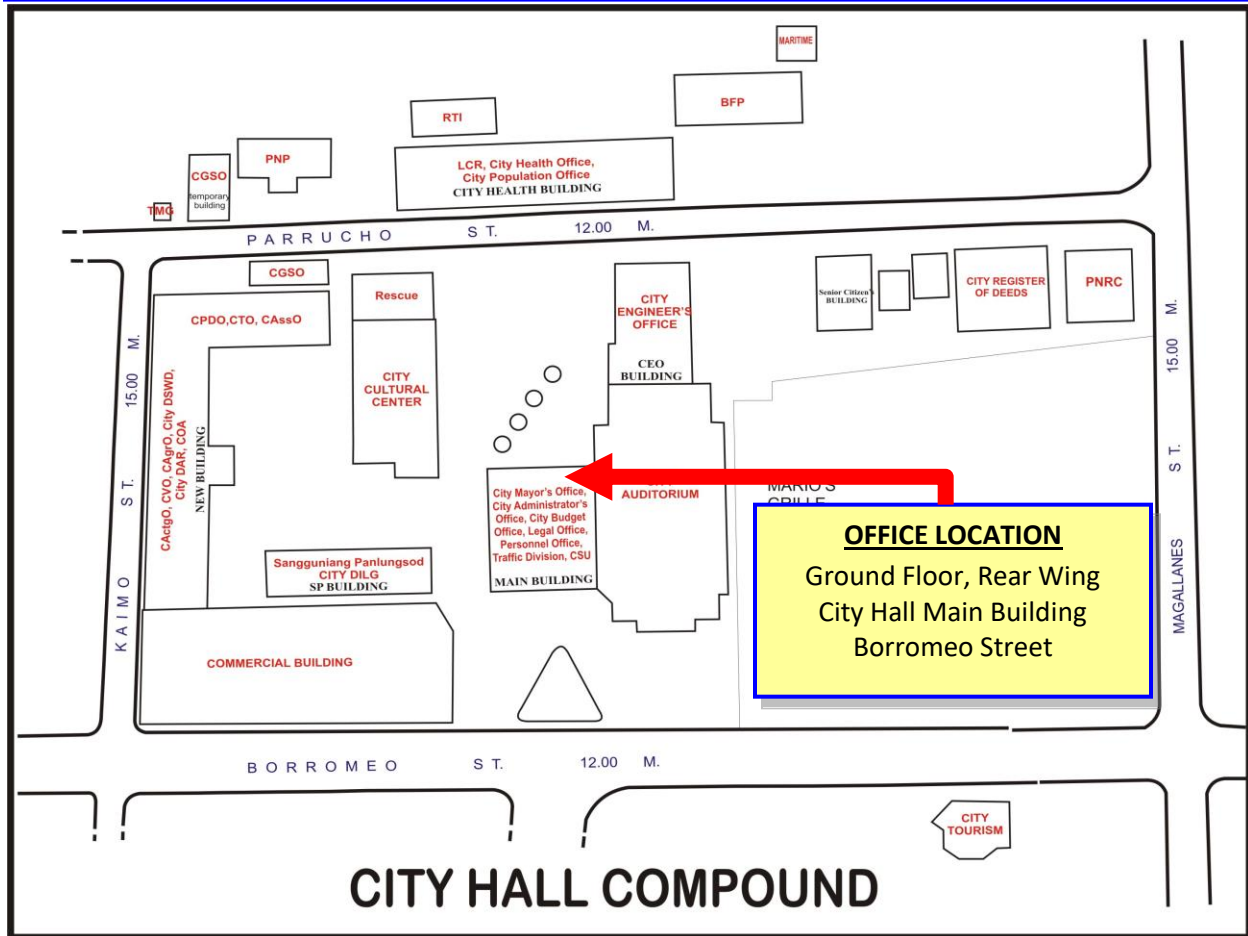 MARITIME
BFP
RTI
PNP
LCR, City Health Office,
City Population Office
CITY HEALTH BUILDING
CGSO
temporary
building
TMG
PARRUCHO ST. 12.00 M.
CGSO
Rescue
CPDO,CTO, CAssO
CITY
ENGINEER'S
OFFICE
CEO
BUILDING
Senior Citizen's
BUILDING
CITY REGISTER
OF DEEDS
PNRC
CITY
CULTURAL
CENTER
KAIMO ST. 15.00 M.
CActgO, CVO, CAgrO, City DSWD,
City DAR, COA
NEW BUILDING
MAGALLANES ST. 15.00 M.
City Mayor's Office,
City Administrator's
Office, City Budget
Office, Legal Office,
Personnel Office,
Traffic Division, CSU
MAIN BUILDING
AUDITORIUM
MARIO'S
GRILLE
OFFICE LOCATION
Ground Floor, Rear Wing
City Hall Main Building
Borromeo Street
Sangguniang Panlungsod
CITY DILG
SP BUILDING
COMMERCIAL BUILDING
BORROMEO ST. 12.00 M.
CITY
TOURISM
CITY HALL COMPOUND